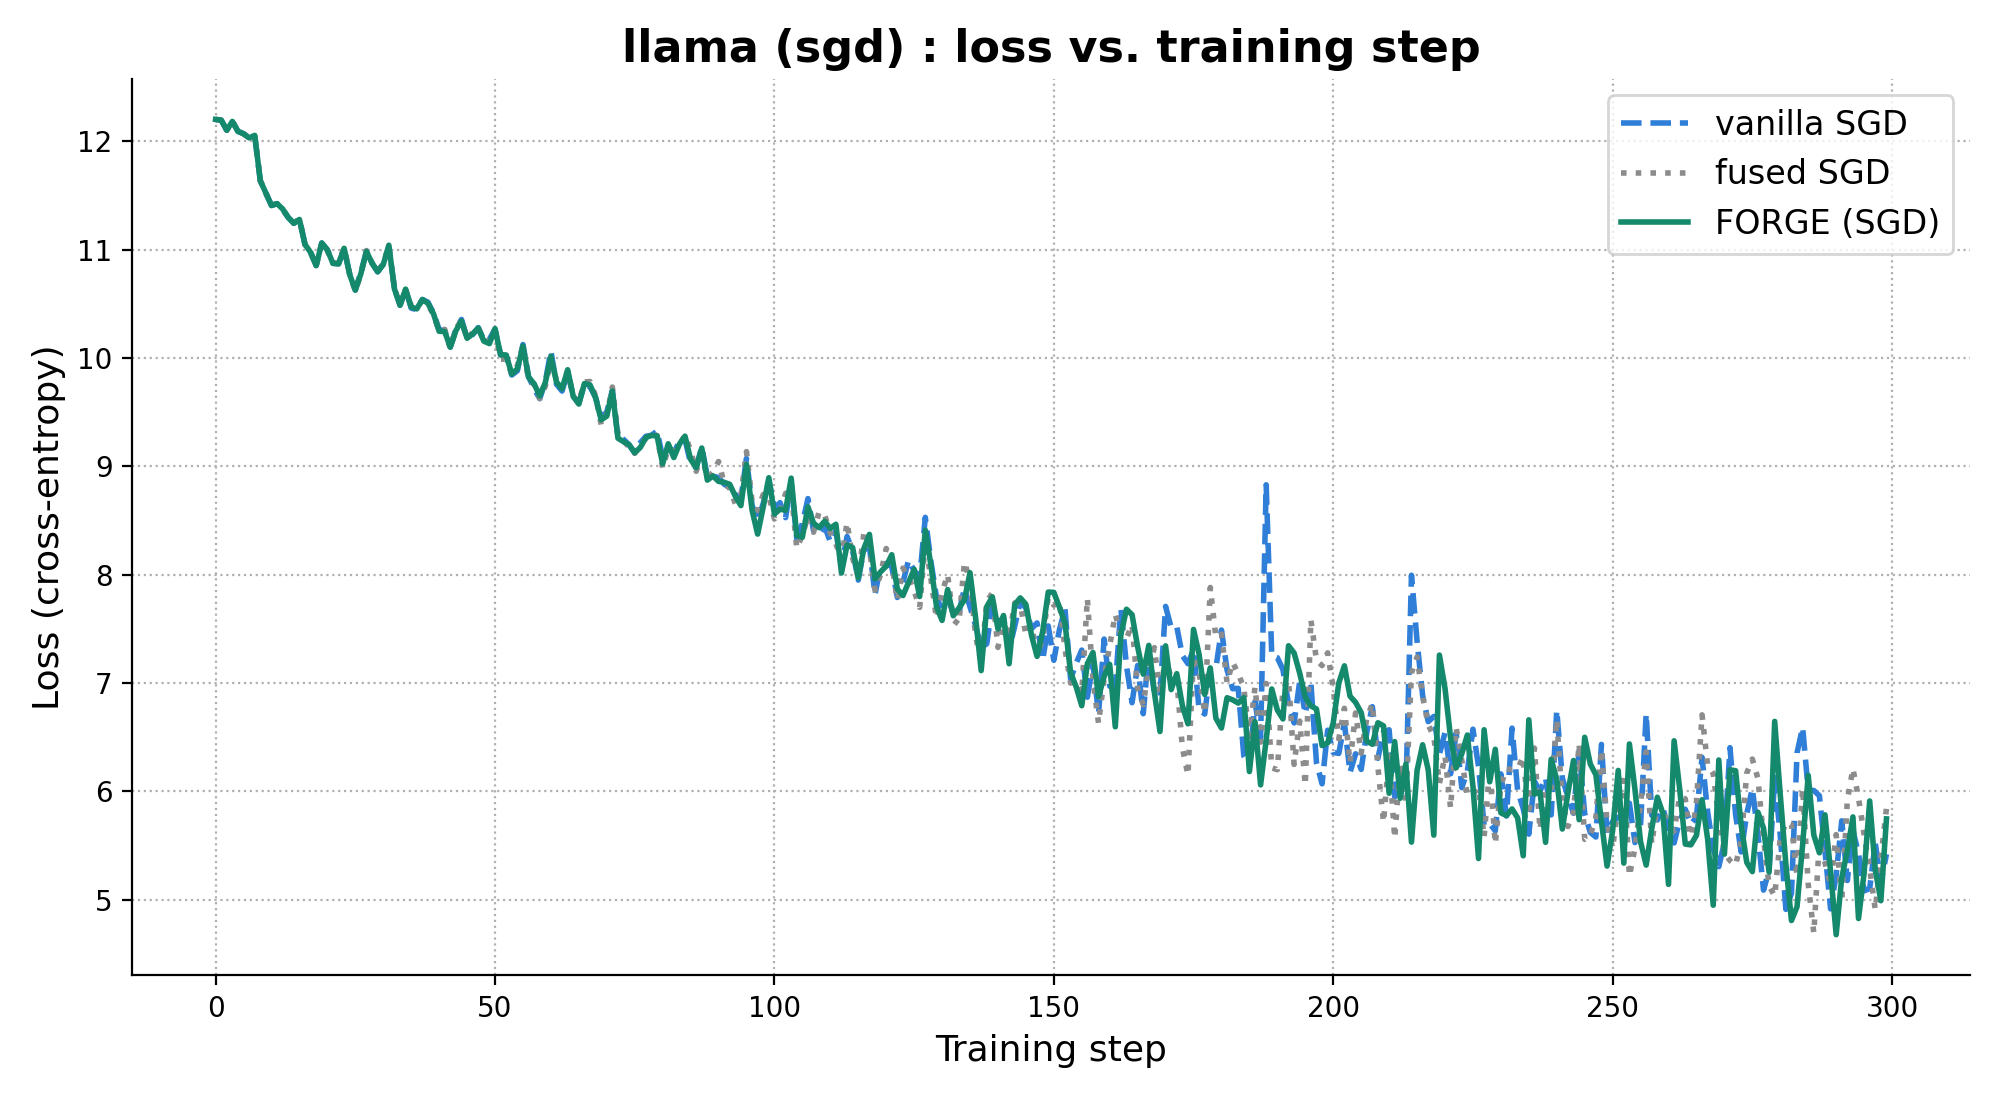 llama (sgd) : loss vs. training step
vanilla SGD
fused SGD
FORGE (SGD)
Loss (cross-entropy)
12
11
10
9
8
7
6
5
0
50
100
150
200
250
300
Training step